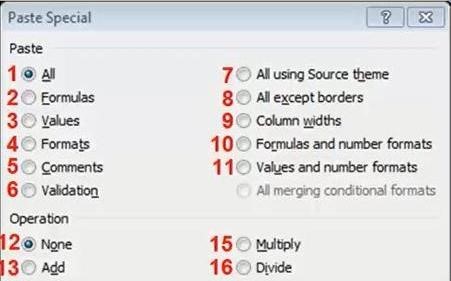 Paste Special
Paste
1 All
2 Formulas
3 Values
4 Formats
5 Comments
6 Validation
7 All using Source theme
8 All except borders
9 Column widths
10 Formulas and number formats
11 Values and number formats
All merging conditional formats
Operation
12 None
13 Add
15 Multiply
16 Divide